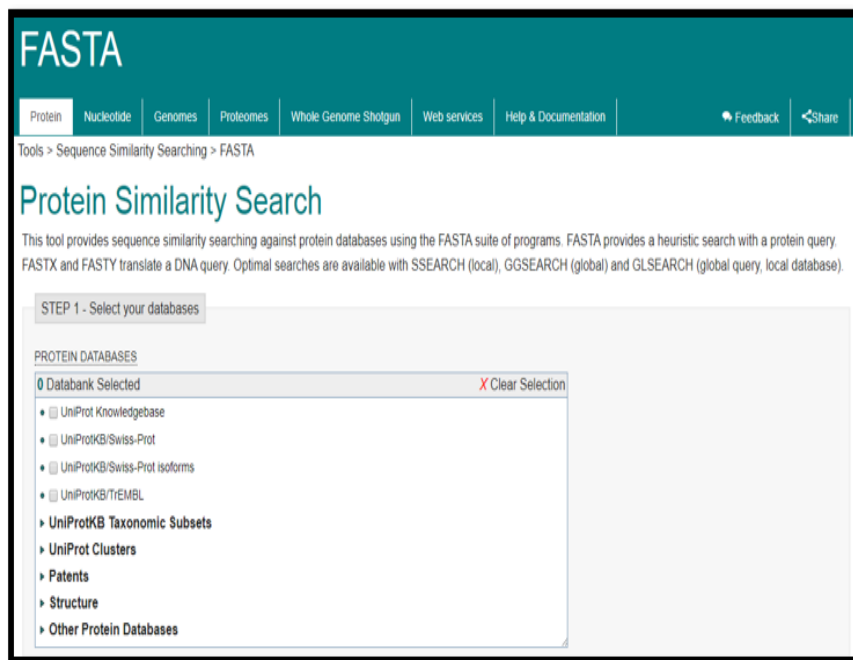 FASTA
Protein Nucleotide Genomes Proteomes Whole Genome Shotgun Web services Help & Documentation Feedback Share
Tools > Sequence Similarity Searching > FASTA
Protein Similarity Search
This tool provides sequence similarity searching against protein databases using the FASTA suite of programs. FASTA provides a heuristic search with a protein query.
FASTX and FASTY translate a DNA query. Optimal searches are available with SSEARCH (local), GGSEARCH (global) and GLSEARCH (global query, local database).
STEP 1 - Select your databases
PROTEIN DATABASES
0 Databank Selected X Clear Selection
UniProt Knowledgebase
UniProtKB/Swiss-Prot
UniProtKB/Swiss-Prot isoforms
UniProtKB/TrEMBL
UniProtKB Taxonomic Subsets
UniProt Clusters
Patents
Structure
Other Protein Databases